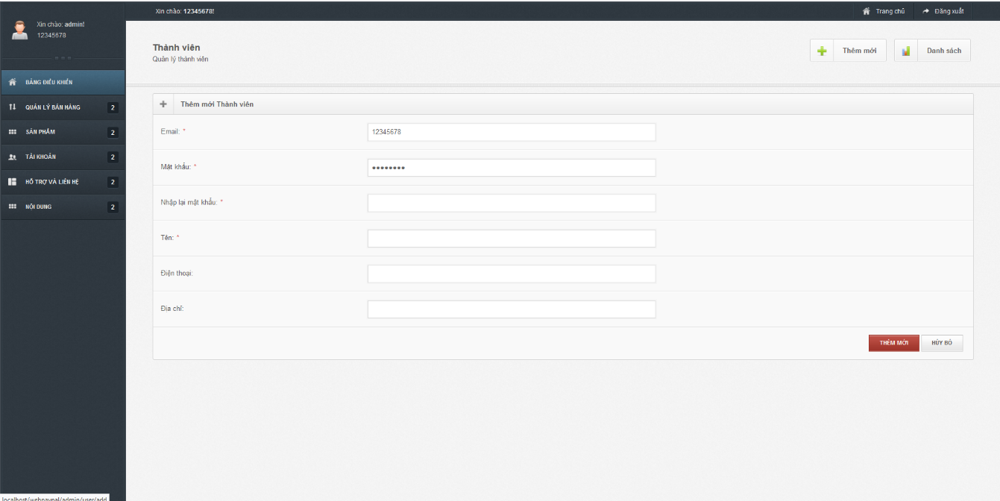 Xin chào: 12345678!
Trang chủ
Đăng xuất
Xin chào: admin!
12345678
Thành viên
Quản lý thành viên
Thêm mới
Danh sách
BẢNG ĐIỀU KHIỂN
QUẢN LÝ BÁN HÀNG 2
SẢN PHẨM 2
TÀI KHOẢN 2
HỖ TRỢ VÀ LIÊN HỆ 2
NỘI DUNG 2
Thêm mới Thành viên
Email: *
12345678
Mật khẩu: *
••••••••
Nhập lại mật khẩu: *
Tên: *
Điện thoại:
Địa chỉ:
THÊM MỚI
HỦY BỎ
localhost/webpaypal/admin/user/add